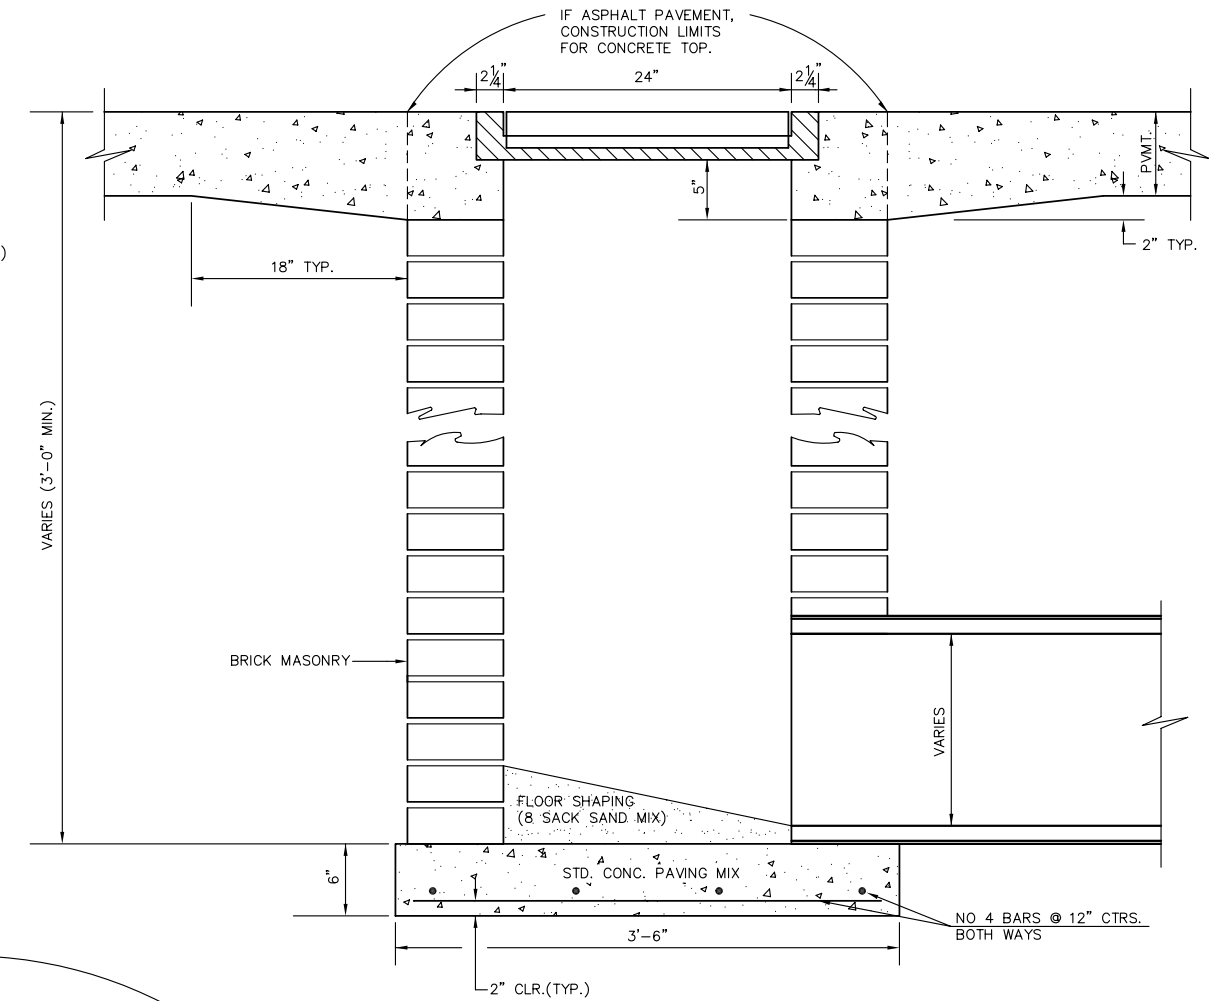 IF ASPHALT PAVEMENT,
CONSTRUCTION LIMITS
FOR CONCRETE TOP.
2¼"
24"
2¼"
PVMT.
5"
)
2" TYP.
18" TYP.
VARIES (3'-0" MIN.)
BRICK MASONRY
VARIES
FLOOR SHAPING
(8 SACK SAND MIX)
6"
STD. CONC. PAVING MIX
NO 4 BARS @ 12" CTRS.
BOTH WAYS
3'-6"
2" CLR.(TYP.)